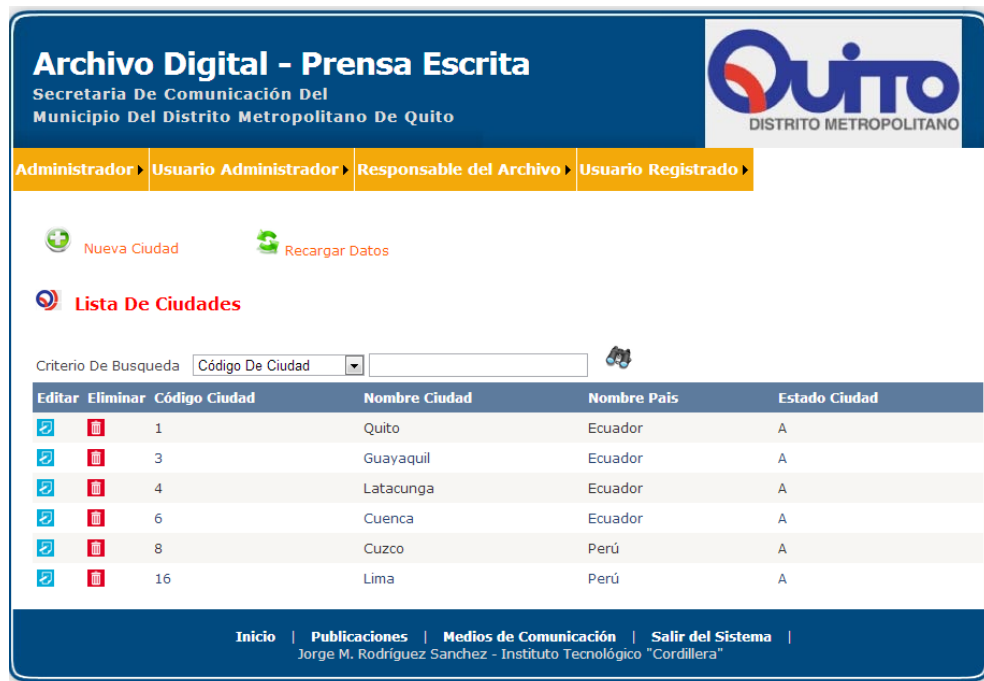 Archivo Digital - Prensa Escrita
Secretaria De Comunicación Del
Municipio Del Distrito Metropolitano De Quito
QUITO
DISTRITO METROPOLITANO
Administrador Usuario Administrador Responsable del Archivo Usuario Registrado
Nueva Ciudad Recargar Datos
Lista De Ciudades
Criterio De Busqueda Código De Ciudad
Editar Eliminar Código Ciudad Nombre Ciudad Nombre Pais Estado Ciudad
1 Quito Ecuador A
3 Guayaquil Ecuador A
4 Latacunga Ecuador A
6 Cuenca Ecuador A
8 Cuzco Perú A
16 Lima Perú A
Inicio | Publicaciones | Medios de Comunicación | Salir del Sistema |
Jorge M. Rodríguez Sanchez - Instituto Tecnológico "Cordillera"